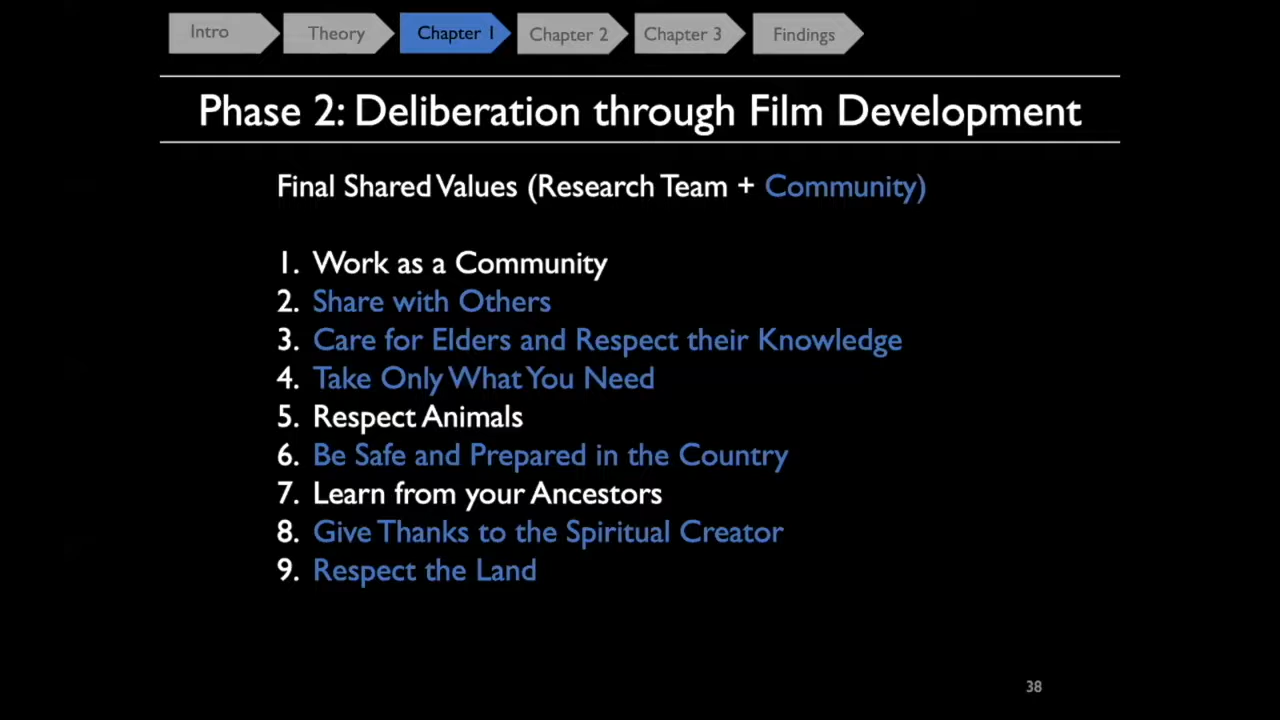 Intro
Theory
Chapter 1
Chapter 2
Chapter 3
Findings
Phase 2: Deliberation through Film Development
Final Shared Values (Research Team + Community)
1. Work as a Community
2. Share with Others
3. Care for Elders and Respect their Knowledge
4. Take Only What You Need
5. Respect Animals
6. Be Safe and Prepared in the Country
7. Learn from your Ancestors
8. Give Thanks to the Spiritual Creator
9. Respect the Land
38